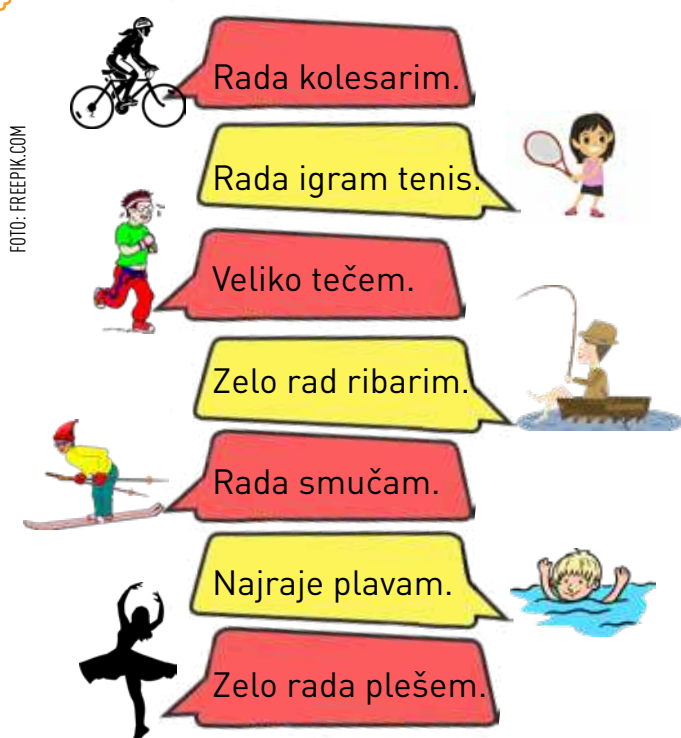 Rada kolesarim.
FOTO: FREEPIK.COM
Rada igram tenis.
Veliko tečem.
Zelo rad ribarim.
Rada smučam.
Najraje plavam.
Zelo rada plešem.